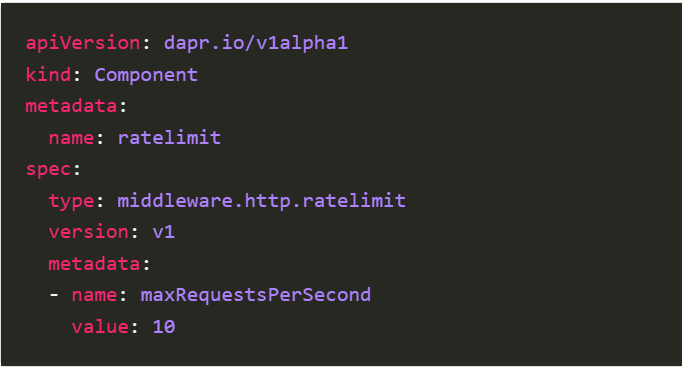 apiVersion: dapr.io/v1alpha1
kind: Component
metadata:
  name: ratelimit
spec:
  type: middleware.http.ratelimit
  version: v1
  metadata:
  - name: maxRequestsPerSecond
    value: 10